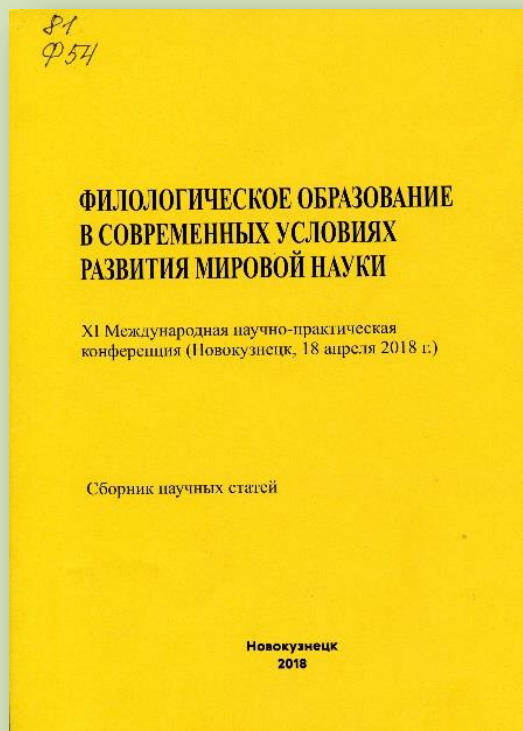 81
Ф54
ФИЛОЛОГИЧЕСКОЕ ОБРАЗОВАНИЕ
В СОВРЕМЕННЫХ УСЛОВИЯХ
РАЗВИТИЯ МИРОВОЙ НАУКИ
XI Международная научно-практическая
конференция (Новокузнецк, 18 апреля 2018 г.)
Сборник научных статей
Новокузнецк
2018